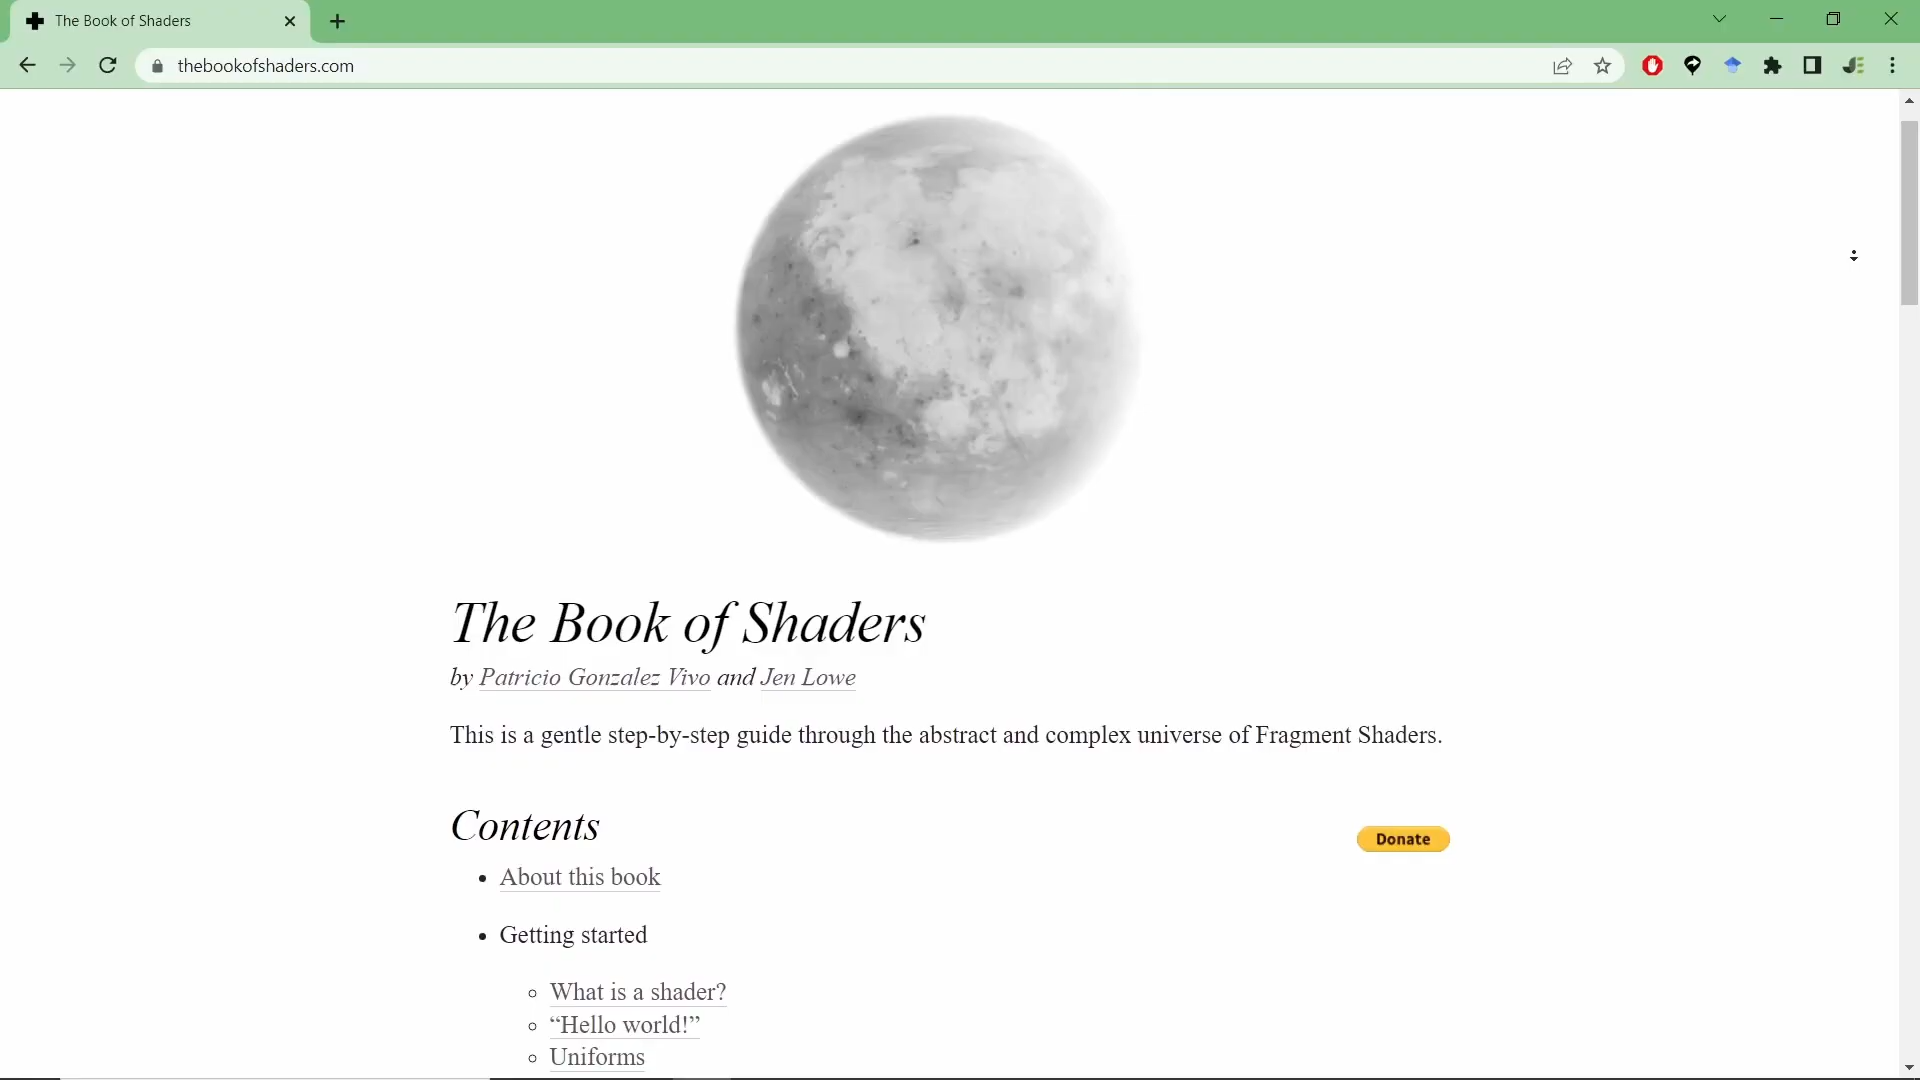 The Book of Shaders
thebookofshaders.com
The Book of Shaders
by Patricio Gonzalez Vivo and Jen Lowe
This is a gentle step-by-step guide through the abstract and complex universe of Fragment Shaders.
Contents
Donate
About this book
Getting started
What is a shader?
“Hello world!”
Uniforms